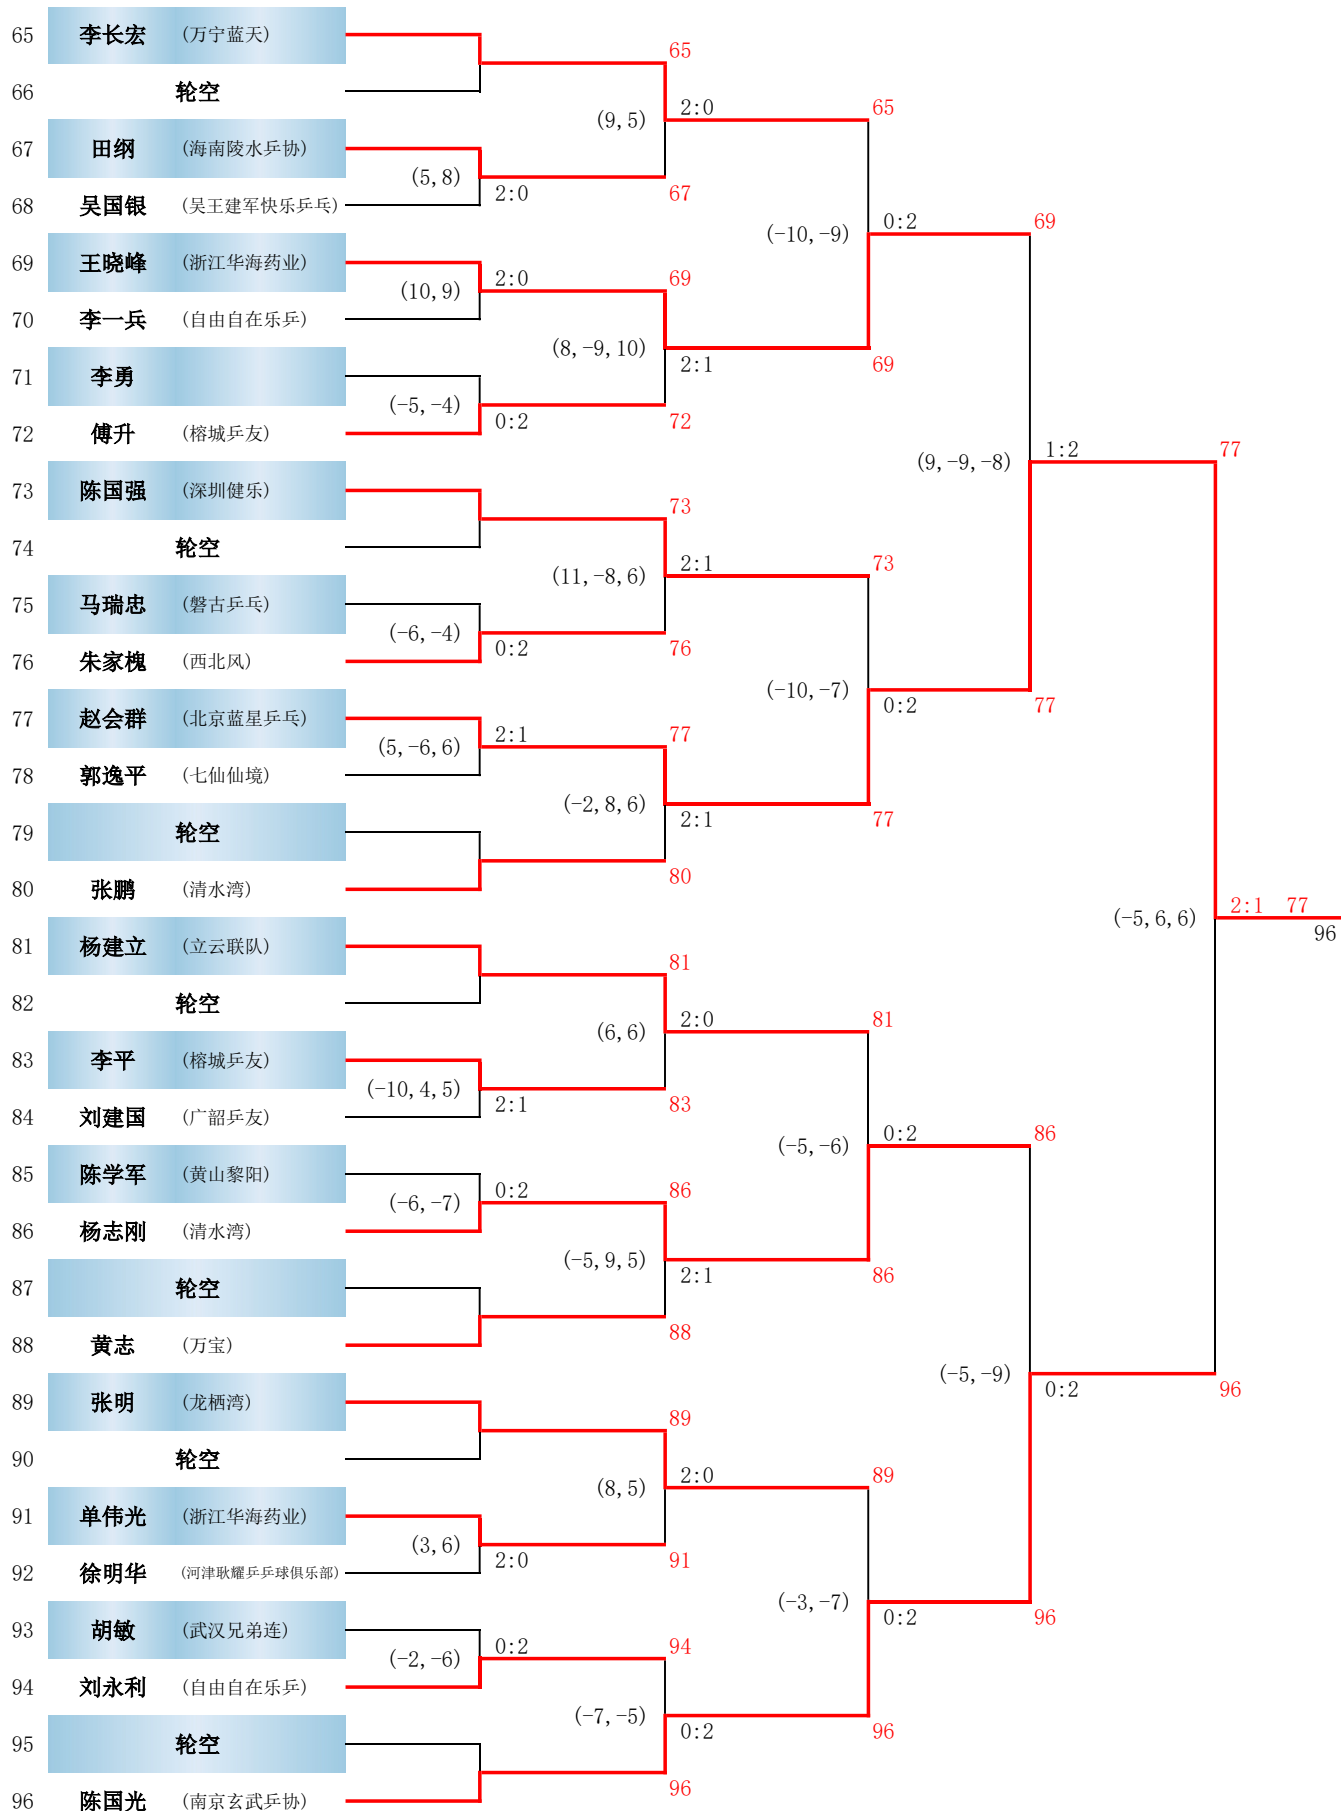 65 李长宏 (万宁蓝天)
65
66 轮空
(9,5) 2:0 65
67 田纲 (海南陵水乒协)
(5,8) 2:0 67
68 吴国银 (吴王建军快乐乒乓)
(-10,-9) 0:2 69
69 王晓峰 (浙江华海药业)
(10,9) 2:0 69
70 李一兵 (自由自在乐乒)
(8,-9,10) 2:1 69
71 李勇
(-5,-4) 0:2 72
72 傅升 (榕城乒友)
(9,-9,-8) 1:2 77
73 陈国强 (深圳健乐)
73
74 轮空
(11,-8,6) 2:1 73
75 马瑞忠 (磐古乒乓)
(-6,-4) 0:2 76
76 朱家槐 (西北风)
(-10,-7) 0:2 77
77 赵会群 (北京蓝星乒乓)
(5,-6,6) 2:1 77
78 郭逸平 (七仙仙境)
(-2,8,6) 2:1 77
79 轮空
80
80 张鹏 (清水湾)
(-5,6,6) 2:1 77
96
81 杨建立 (立云联队)
81
82 轮空
(6,6) 2:0 81
83 李平 (榕城乒友)
(-10,4,5) 2:1 83
84 刘建国 (广韶乒友)
(-5,-6) 0:2 86
85 陈学军 (黄山黎阳)
(-6,-7) 0:2 86
86 杨志刚 (清水湾)
(-5,9,5) 2:1 86
87 轮空
88
88 黄志 (万宝)
(-5,-9) 0:2 96
89 张明 (龙栖湾)
89
90 轮空
(8,5) 2:0 89
91 单伟光 (浙江华海药业)
(3,6) 2:0 91
92 徐明华 (河津耿耀乒乒球俱乐部)
(-3,-7) 0:2 96
93 胡敏 (武汉兄弟连)
(-2,-6) 0:2 94
94 刘永利 (自由自在乐乒)
(-7,-5) 0:2 96
95 轮空
96
96 陈国光 (南京玄武乒协)